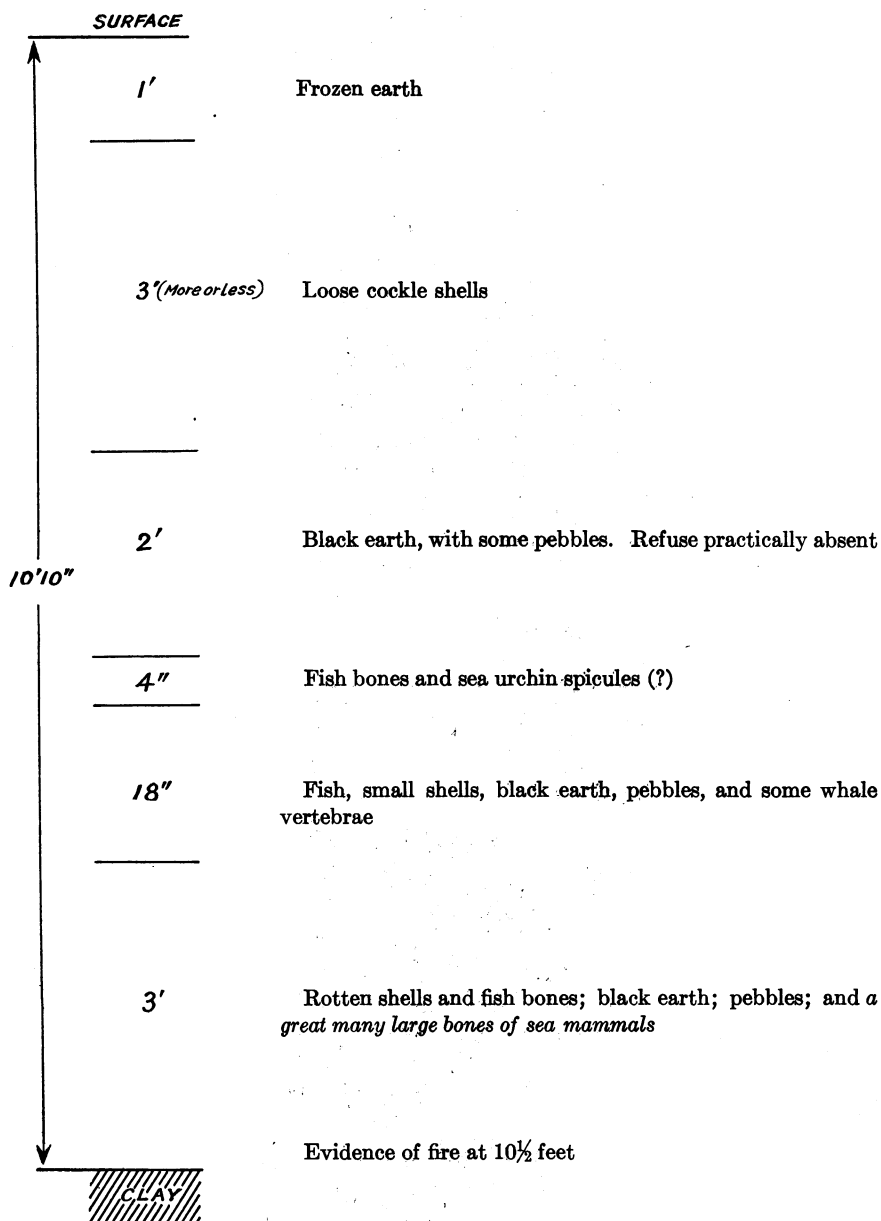 SURFACE
1' Frozen earth
3' (More or less) Loose cockle shells
2' Black earth, with some pebbles. Refuse practically absent
10'10"
4" Fish bones and sea urchin spicules (?)
18" Fish, small shells, black earth, pebbles, and some whale
vertebrae
3' Rotten shells and fish bones; black earth; pebbles; and a
great many large bones of sea mammals
Evidence of fire at 10½ feet
CLAY